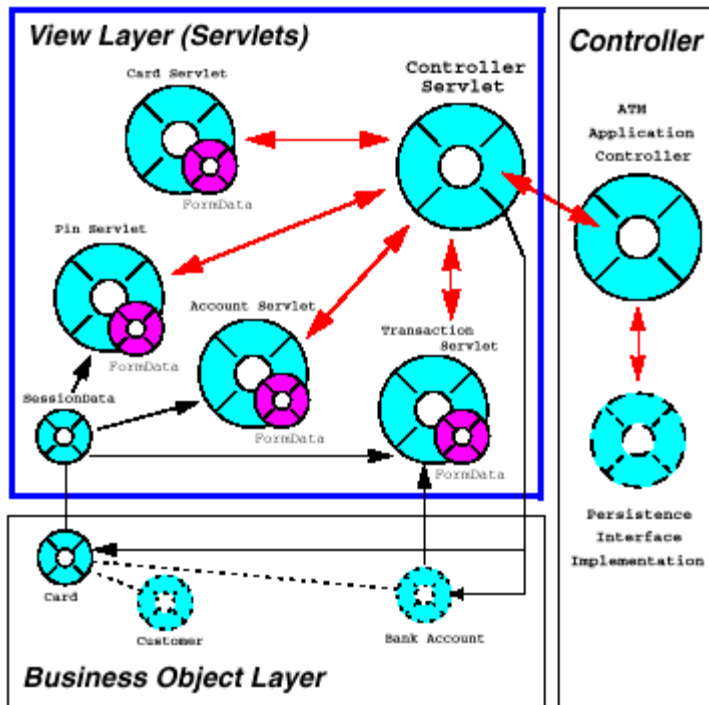 View Layer (Servlets)
Controller
Card Servlet
Controller
Servlet
ATM
Application
Controller
FormData
Pin Servlet
Account Servlet
Transaction
Servlet
FormData
SessionData
FormData
FormData
Persistence
Interface
Implementation
Card
Customer
Bank Account
Business Object Layer